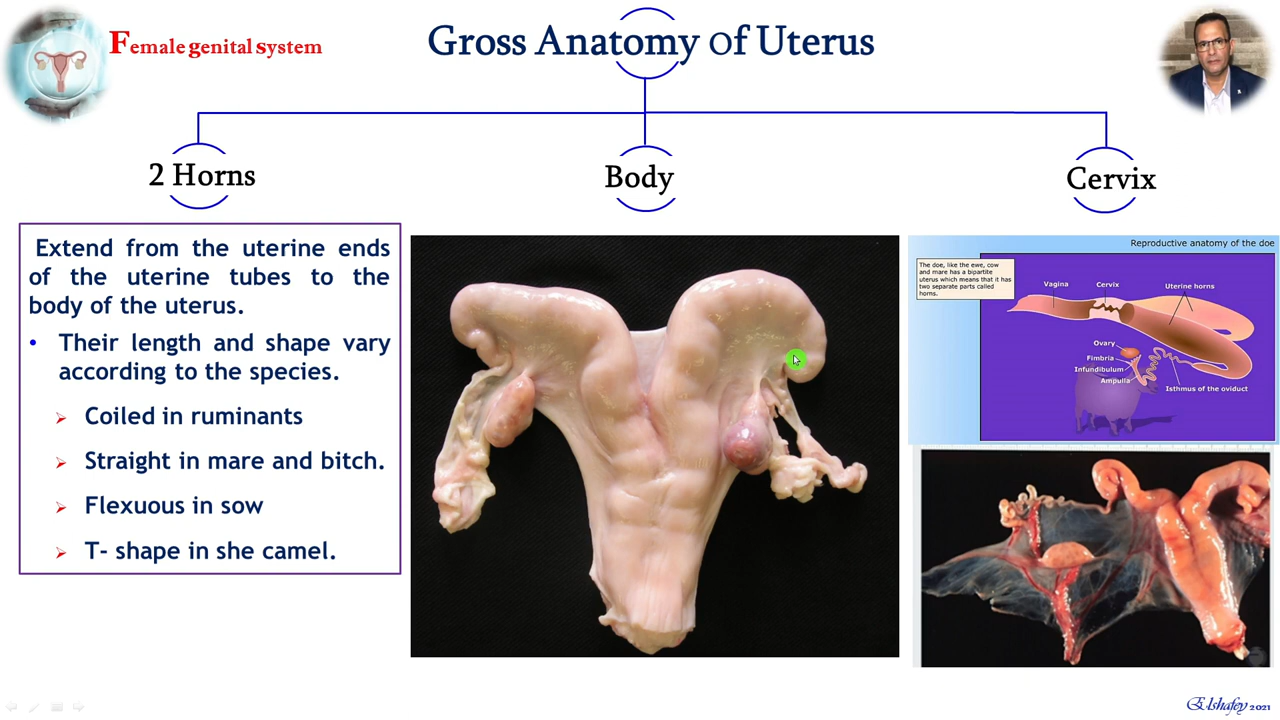 Female genital system
Gross Anatomy Of Uterus
2 Horns
Body
Cervix
Extend from the uterine ends
of the uterine tubes to the
body of the uterus.
• Their length and shape vary
according to the species.
➢ Coiled in ruminants
➢ Straight in mare and bitch.
➢ Flexuous in sow
➢ T- shape in she camel.
Reproductive anatomy of the doe
The doe, like the ewe, cow
and mare has a bipartite
uterus which means that it has
two separate parts called
horns.
Vagina
Cervix
Uterine horns
Ovary
Fimbria
Infundibulum
Ampulla
Isthmus of the oviduct
Elshafey 2021